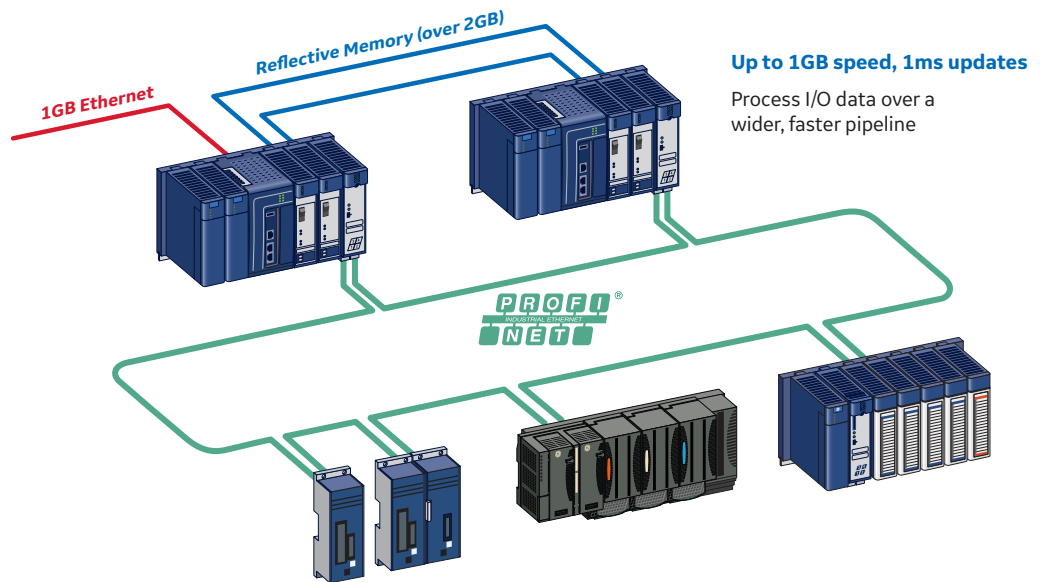 Reflective Memory (over 2GB)
1GB Ethernet
Up to 1GB speed, 1ms updates
Process I/O data over a
wider, faster pipeline
PROFI®
INDUSTRIAL ETHERNET
NET